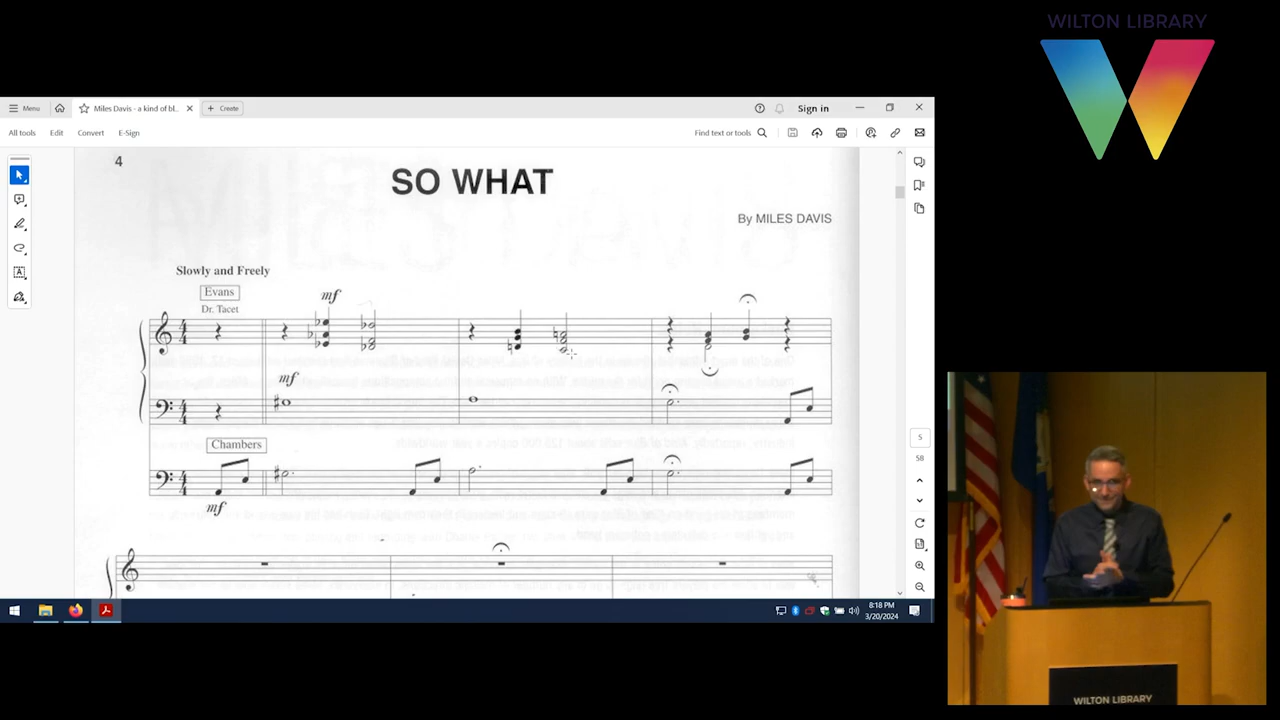 WILTON LIBRARY
Menu
Miles Davis - a kind of bl..
Create
Sign in
All tools
Edit
Convert
E-Sign
Find text or tools
4
SO WHAT
By MILES DAVIS
Slowly and Freely
Evans
Dr. Tacet
mf
mf
Chambers
mf
5
58
8:18 PM
3/20/2024
WILTON LIBRARY